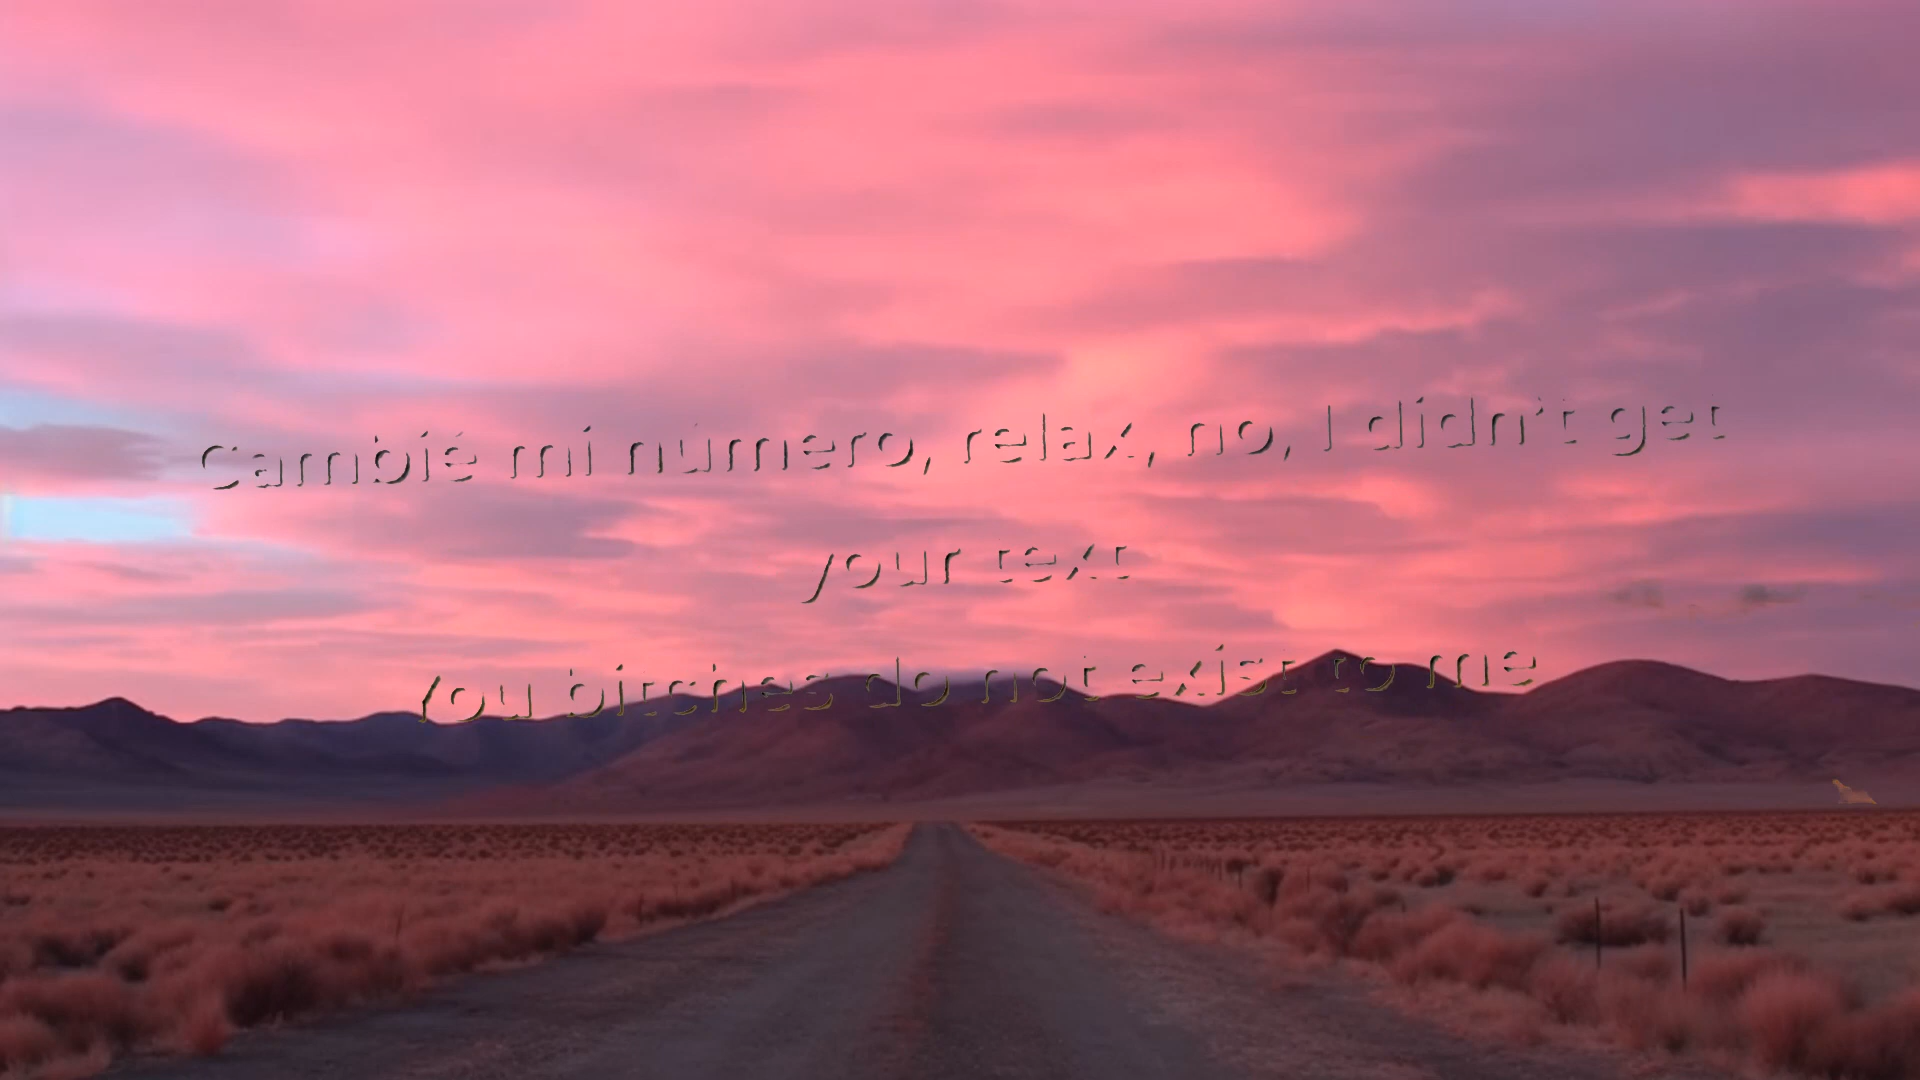 Cambié mi número, relax, no, I didn't get
your text
You bitches do not exist to me